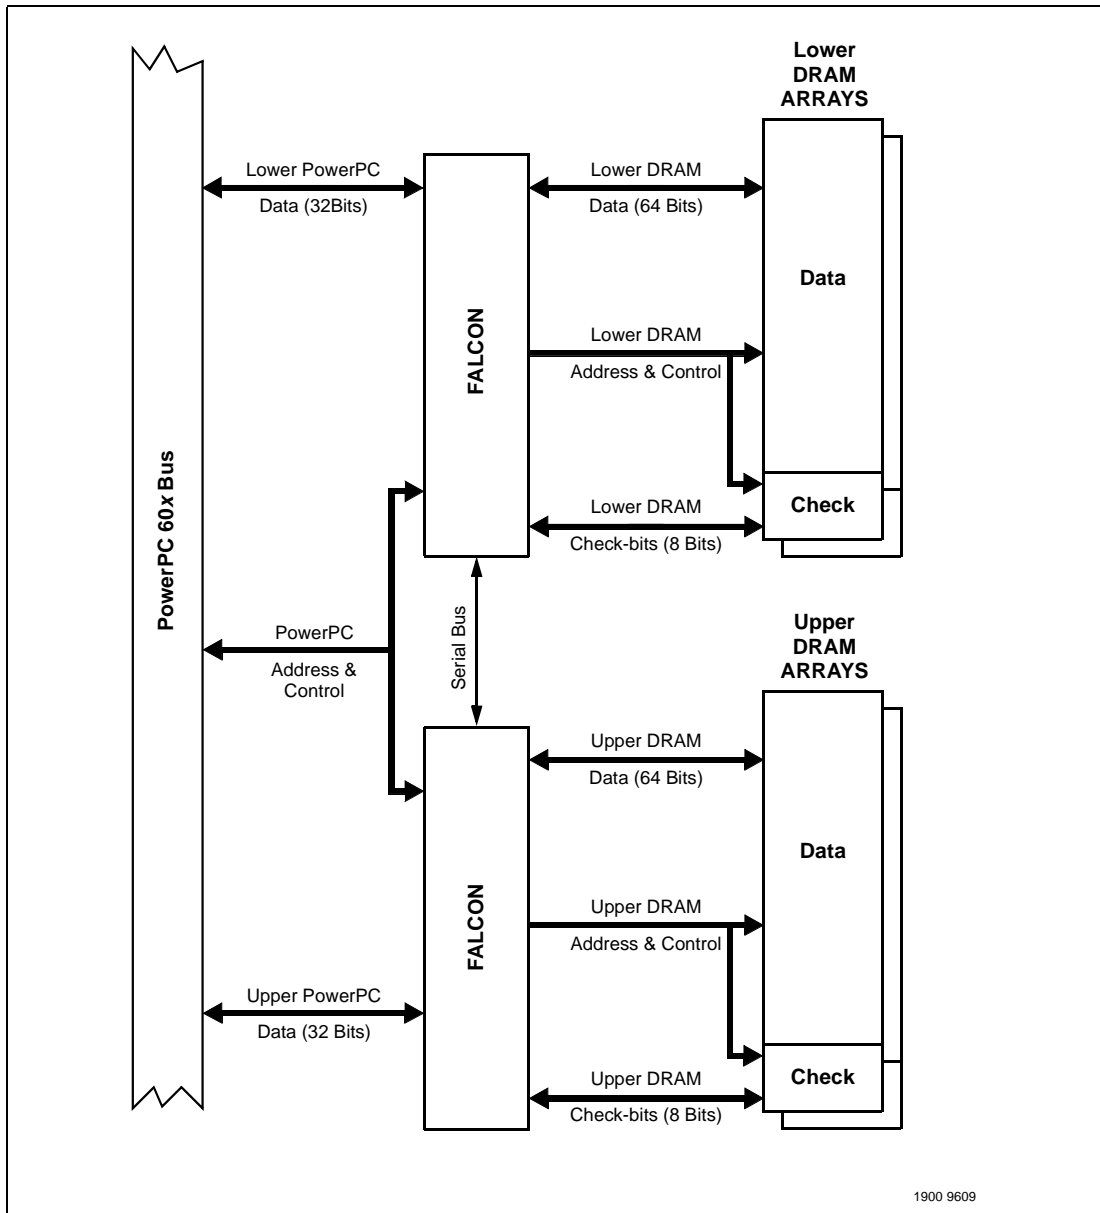 Lower
DRAM
ARRAYS
Lower PowerPC
Data (32Bits)
Lower DRAM
Data (64 Bits)
Data
FALCON
Lower DRAM
Address & Control
PowerPC 60x Bus
Check
Lower DRAM
Check-bits (8 Bits)
Serial Bus
PowerPC
Address &
Control
Upper
DRAM
ARRAYS
Upper DRAM
Data (64 Bits)
Data
FALCON
Upper DRAM
Address & Control
Upper PowerPC
Data (32 Bits)
Check
Upper DRAM
Check-bits (8 Bits)
1900 9609